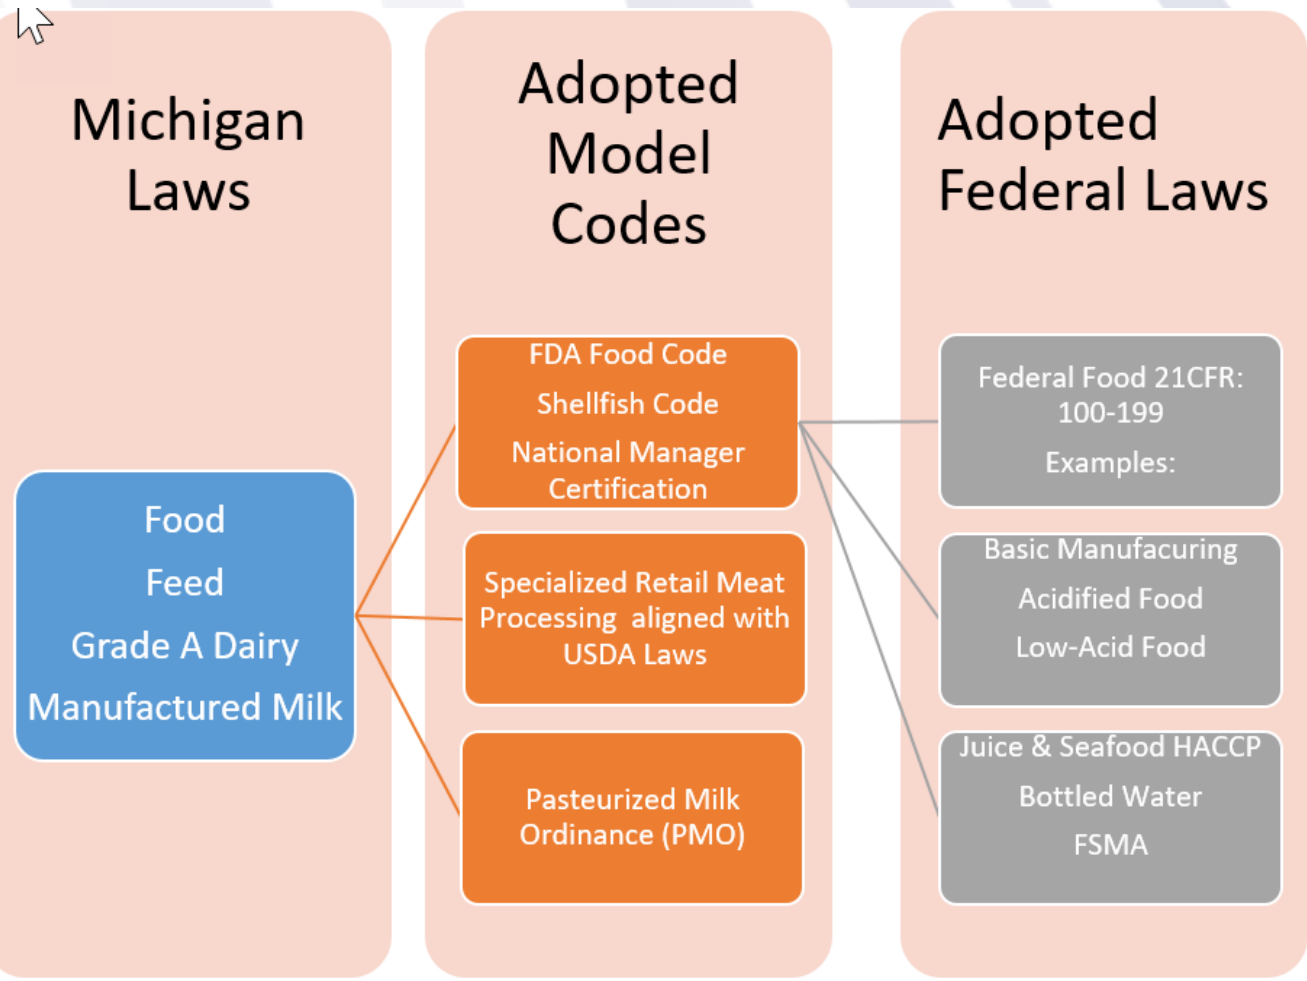 Michigan
Laws
Food
Feed
Grade A Dairy
Manufactured Milk
Adopted
Model
Codes
FDA Food Code
Shellfish Code
National Manager
Certification
Specialized Retail Meat
Processing aligned with
USDA Laws
Pasteurized Milk
Ordinance (PMO)
Adopted
Federal Laws
Federal Food 21CFR:
100-199
Examples:
Basic Manufacuring
Acidified Food
Low-Acid Food
Juice & Seafood HACCP
Bottled Water
FSMA